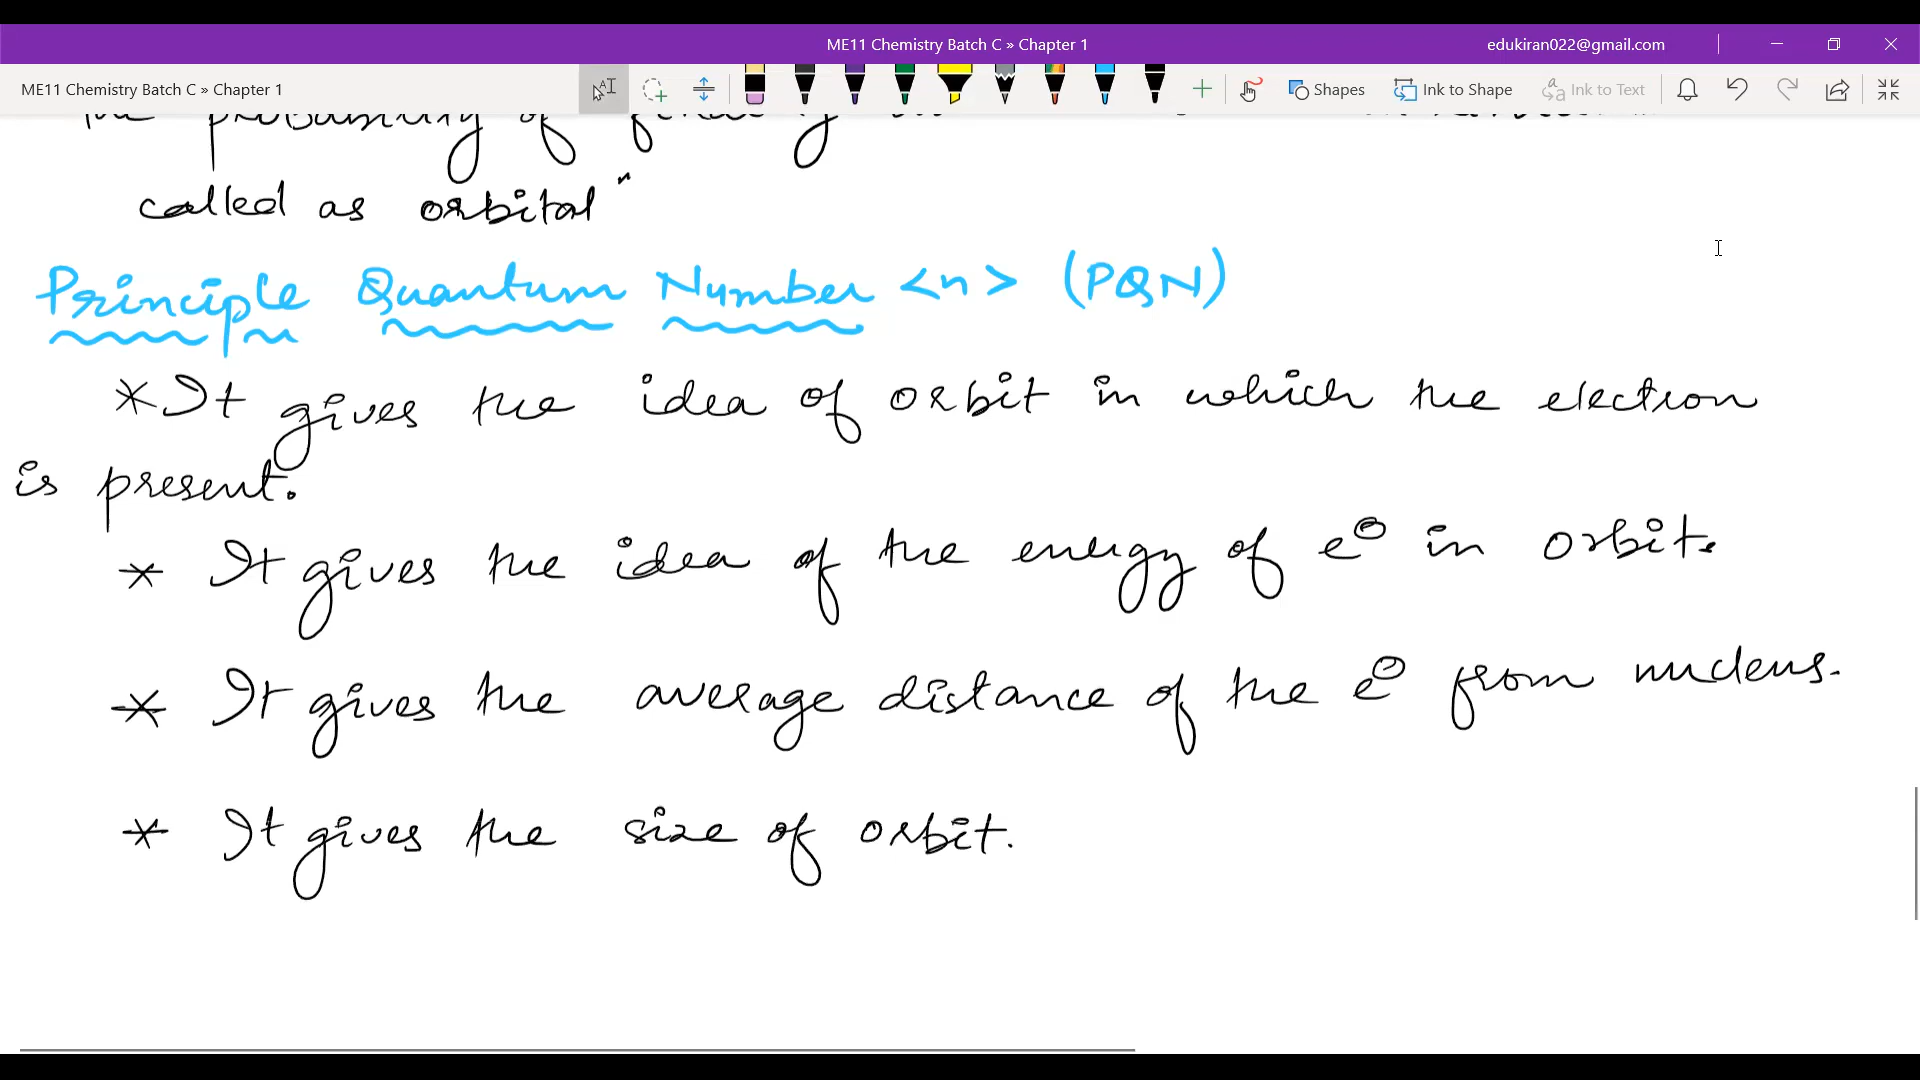 ME11 Chemistry Batch C » Chapter 1
edukiran022@gmail.com
ME11 Chemistry Batch C » Chapter 1
Shapes
Ink to Shape
Ink to Text
the probability of
called as orbital"
Principle Quantum Number <n> (PQN)
* It gives the idea of orbit in which the electron
is present.
* It gives the idea of the energy of e⊖ in orbit.
* It gives the average distance of the e⊖ from nucleus.
* It gives the size of orbit.